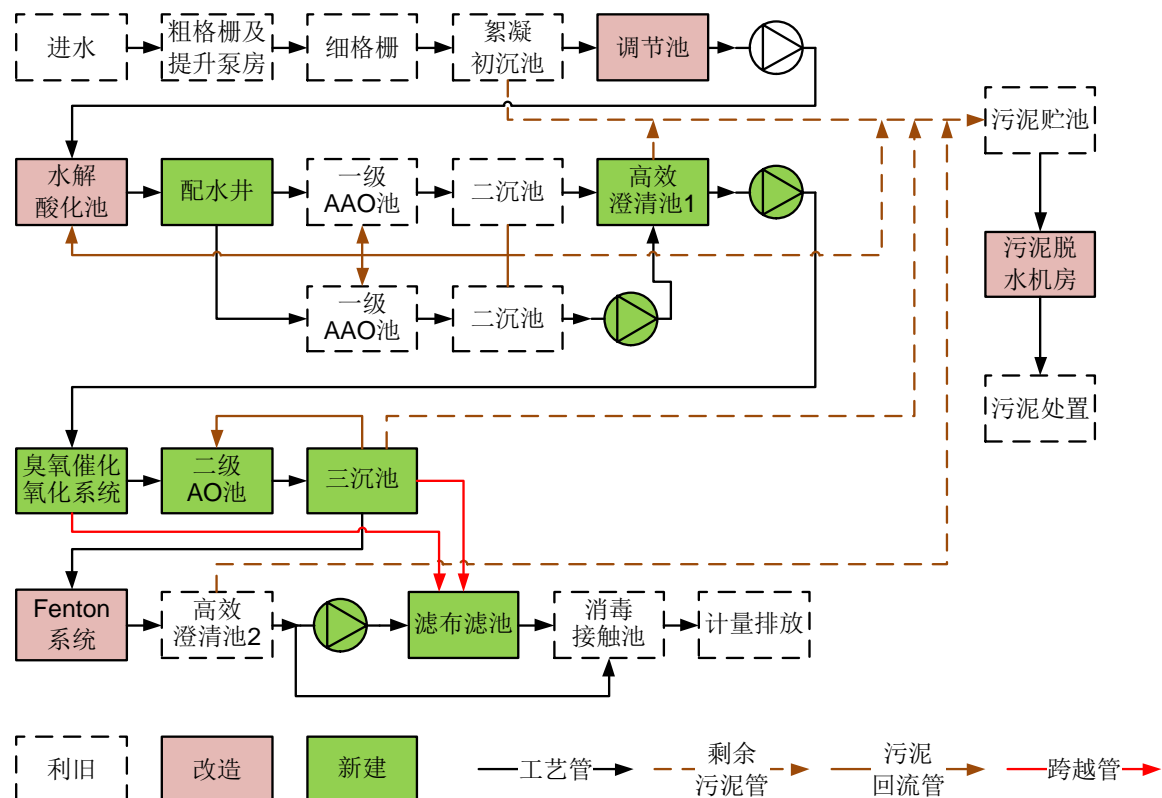 进水
粗格栅及
提升泵房
细格栅
絮凝
初沉池
调节池
污泥贮池
水解
酸化池
配水井
一级
AAO池
二沉池
高效
澄清池1
污泥脱
水机房
一级
AAO池
二沉池
污泥处置
臭氧催化
氧化系统
二级
AO池
三沉池
Fenton
系统
高效
澄清池2
滤布滤池
消毒
接触池
计量排放
利旧
改造
新建
工艺管
剩余
污泥管
污泥
回流管
跨越管